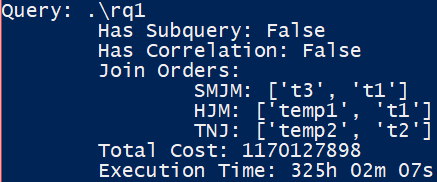 Query: .\rq1
Has Subquery: False
Has Correlation: False
Join Orders:
SMJM: ['t3', 't1']
HJM: ['temp1', 't1']
TNJ: ['temp2', 't2']
Total Cost: 1170127898
Execution Time: 325h 02m 07s